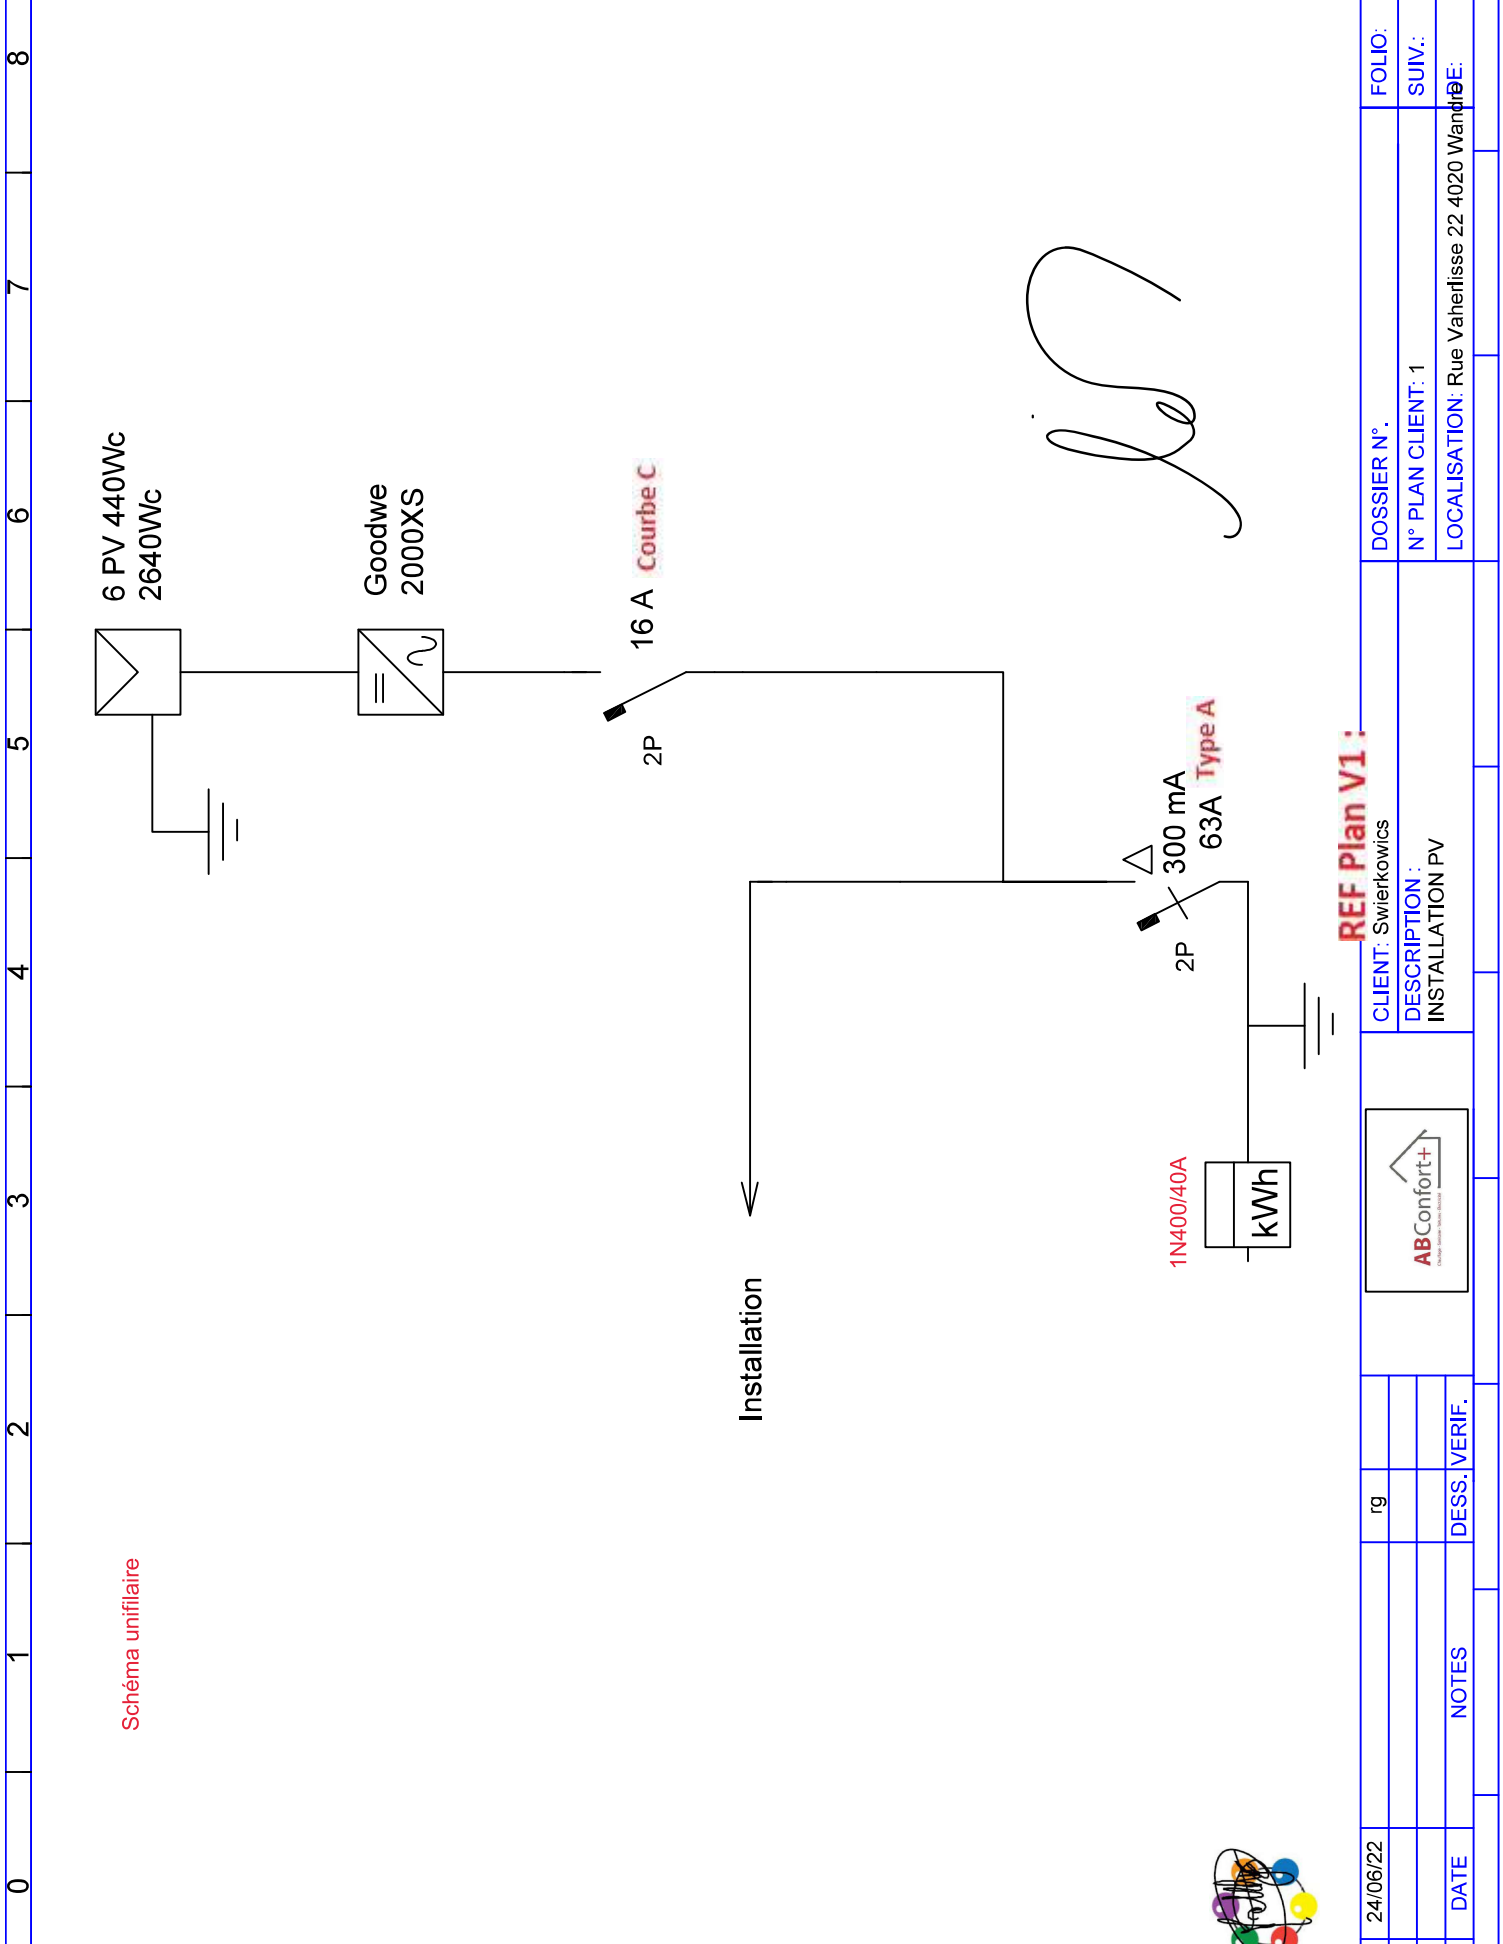 0 1 2 3 4 5 6 7 8
Schéma unifilaire
6 PV 440Wc
2640Wc
Goodwe
2000XS
16 A Courbe C
2P
Installation
300 mA
63A Type A
2P
1N400/40A
kWh
REF Plan V1 :
24/06/22
rg
DATE
NOTES
DESS.
VERIF.
ABConfort+
CLIENT: Swierkowics
DESCRIPTION :
INSTALLATION PV
DOSSIER N°.
N° PLAN CLIENT: 1
LOCALISATION: Rue Vaherlisse 22 4020 Wandre
FOLIO:
SUIV.:
DE: